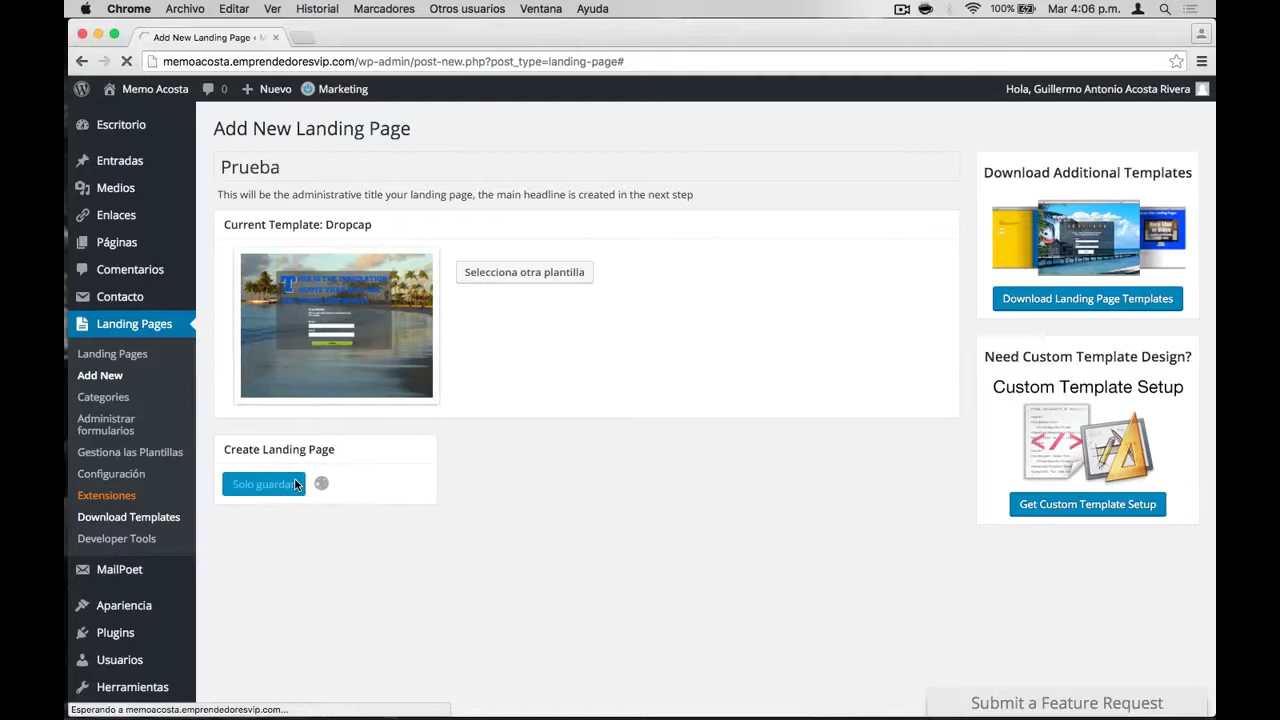 Chrome Archivo Editar Ver Historial Marcadores Otros usuarios Ventana Ayuda 100% Mar 4:06 p.m.
Add New Landing Page ‹
memoacosta.emprendedoresvip.com/wp-admin/post-new.php?post_type=landing-page#
Memo Acosta 0 Nuevo Marketing Hola, Guillermo Antonio Acosta Rivera
Escritorio
Entradas
Medios
Enlaces
Páginas
Comentarios
Contacto
Landing Pages
Landing Pages
Add New
Categories
Administrar
formularios
Gestiona las Plantillas
Configuración
Extensiones
Download Templates
Developer Tools
MailPoet
Apariencia
Plugins
Usuarios
Herramientas
Add New Landing Page
Prueba
This will be the administrative title your landing page, the main headline is created in the next step
Current Template: Dropcap
Selecciona otra plantilla
Create Landing Page
Solo guardar
Download Additional Templates
Download Landing Page Templates
Need Custom Template Design?
Custom Template Setup
Get Custom Template Setup
Submit a Feature Request
Esperando a memoacosta.emprendedoresvip.com...